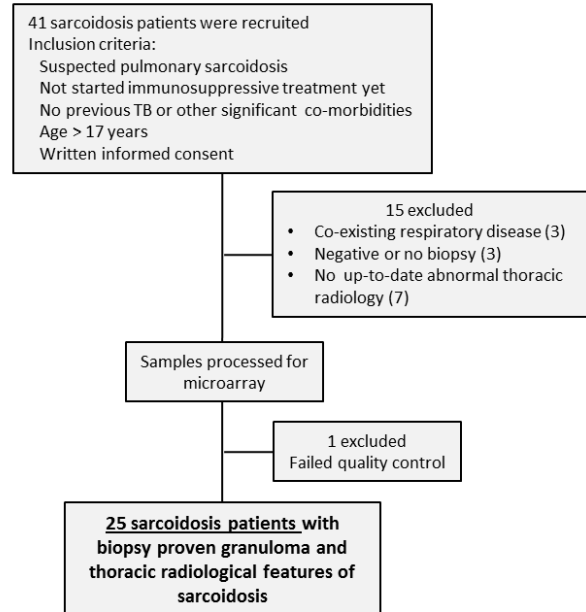 41 sarcoidosis patients were recruited
Inclusion criteria:
Suspected pulmonary sarcoidosis
Not started immunosuppressive treatment yet
No previous TB or other significant co-morbidities
Age > 17 years
Written informed consent
15 excluded
• Co-existing respiratory disease (3)
• Negative or no biopsy (3)
• No up-to-date abnormal thoracic
radiology (7)
Samples processed for
microarray
1 excluded
Failed quality control
25 sarcoidosis patients with
biopsy proven granuloma and
thoracic radiological features of
sarcoidosis